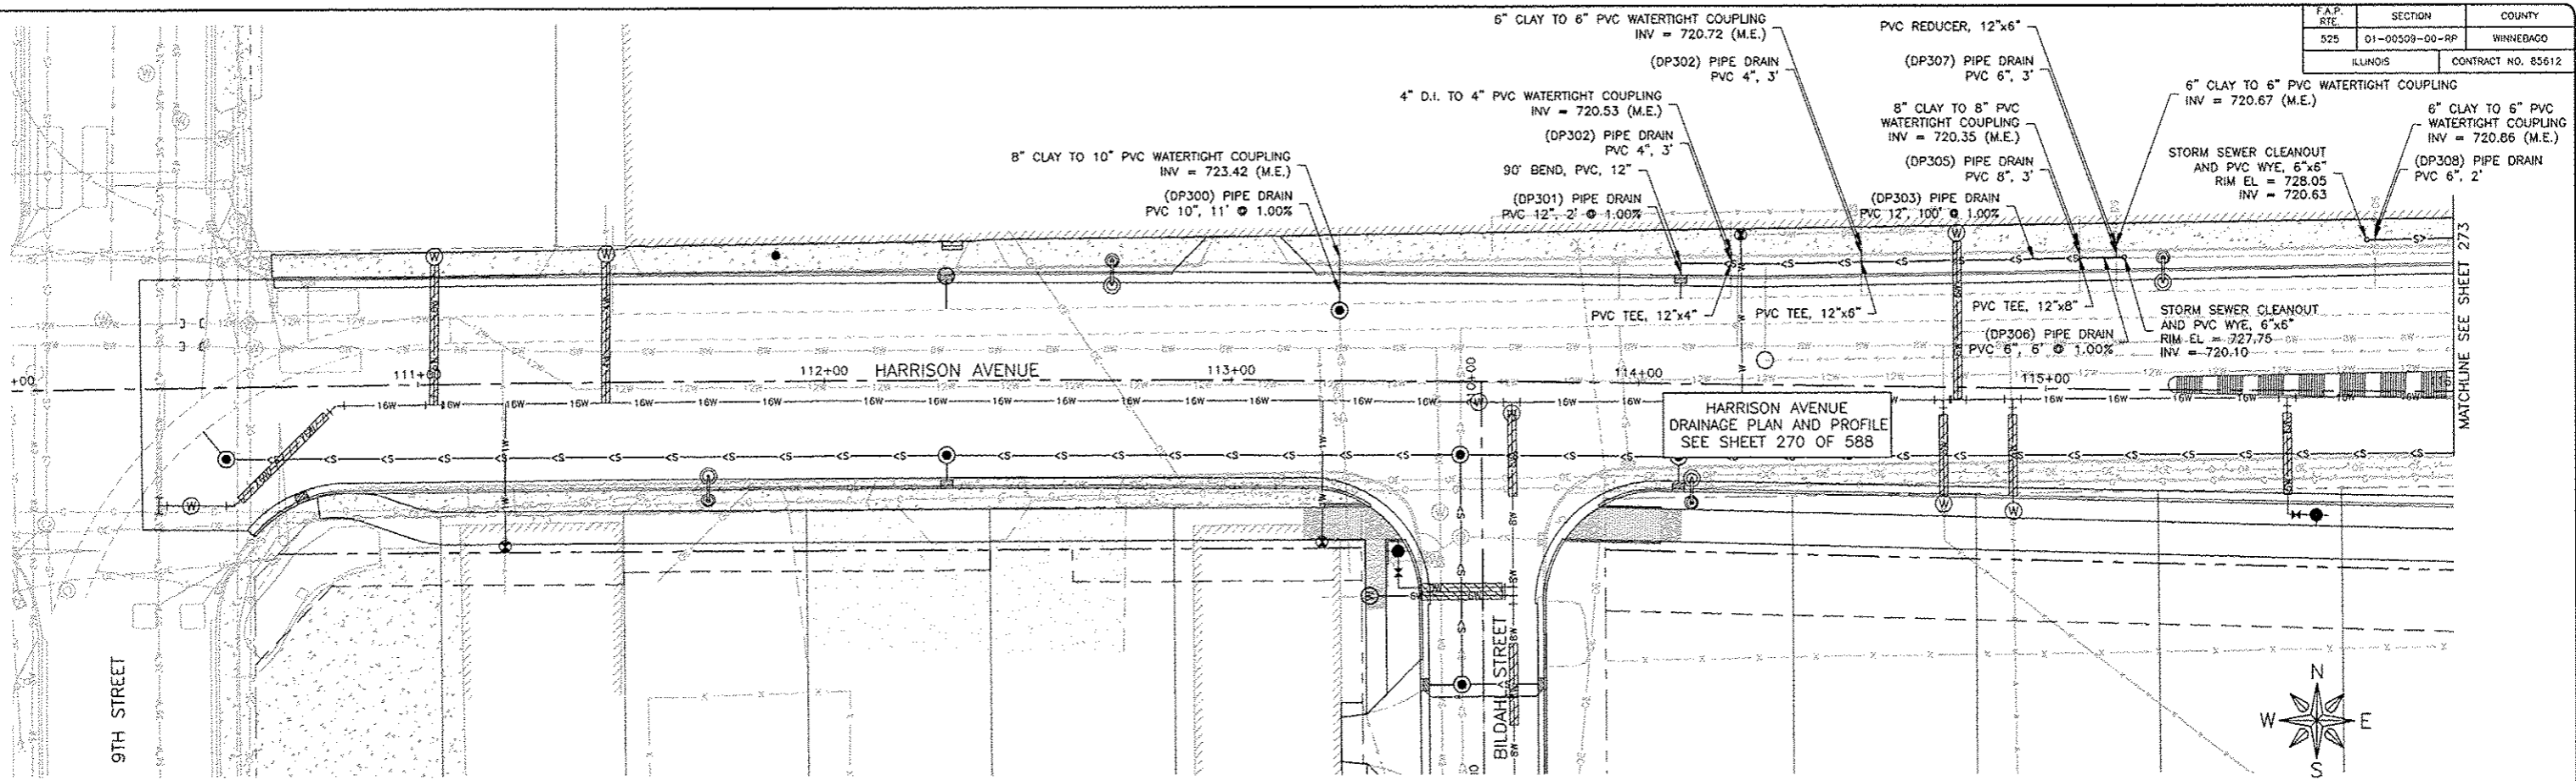 F.A.P. RTE. SECTION COUNTY
525 01-00509-00-RP WINNEBAGO
ILLINOIS CONTRACT NO. 85612
6" CLAY TO 6" PVC WATERTIGHT COUPLING
INV = 720.72 (M.E.)
(DP302) PIPE DRAIN
PVC 4", 3'
4" D.I. TO 4" PVC WATERTIGHT COUPLING
INV = 720.53 (M.E.)
(DP302) PIPE DRAIN
PVC 4", 3'
90° BEND, PVC, 12"
(DP301) PIPE DRAIN
PVC 12", 2' @ 1.00%
8" CLAY TO 10" PVC WATERTIGHT COUPLING
INV = 723.42 (M.E.)
(DP300) PIPE DRAIN
PVC 10", 11' @ 1.00%
PVC REDUCER, 12"x6"
(DP307) PIPE DRAIN
PVC 6", 3'
8" CLAY TO 8" PVC
WATERTIGHT COUPLING
INV = 720.35 (M.E.)
(DP305) PIPE DRAIN
PVC 8", 3'
(DP303) PIPE DRAIN
PVC 12", 100' @ 1.00%
6" CLAY TO 6" PVC WATERTIGHT COUPLING
INV = 720.67 (M.E.)
6" CLAY TO 6" PVC
WATERTIGHT COUPLING
INV = 720.86 (M.E.)
STORM SEWER CLEANOUT
AND PVC WYE, 6"x6"
RIM EL = 728.05
INV = 720.63
(DP308) PIPE DRAIN
PVC 6", 2'
PVC TEE, 12"x4"
PVC TEE, 12"x6"
PVC TEE, 12"x8"
(DP306) PIPE DRAIN
PVC 6", 6' @ 1.00%
STORM SEWER CLEANOUT
AND PVC WYE, 6"x6"
RIM EL = 727.75
INV = 720.10
MATCHLINE SEE SHEET 273
+00
111+00
112+00
HARRISON AVENUE
113+00
114+00
115+00
HARRISON AVENUE
DRAINAGE PLAN AND PROFILE
SEE SHEET 270 OF 588
9TH STREET
BILDAHL STREET
N
W E
S